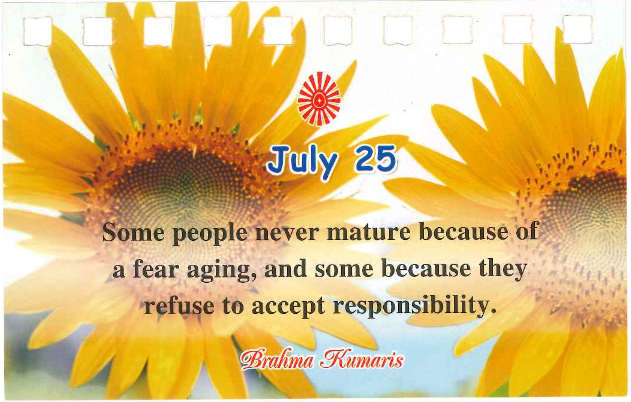 July 25
Some people never mature because of
a fear aging, and some because they
refuse to accept responsibility.
Brahma Kumaris